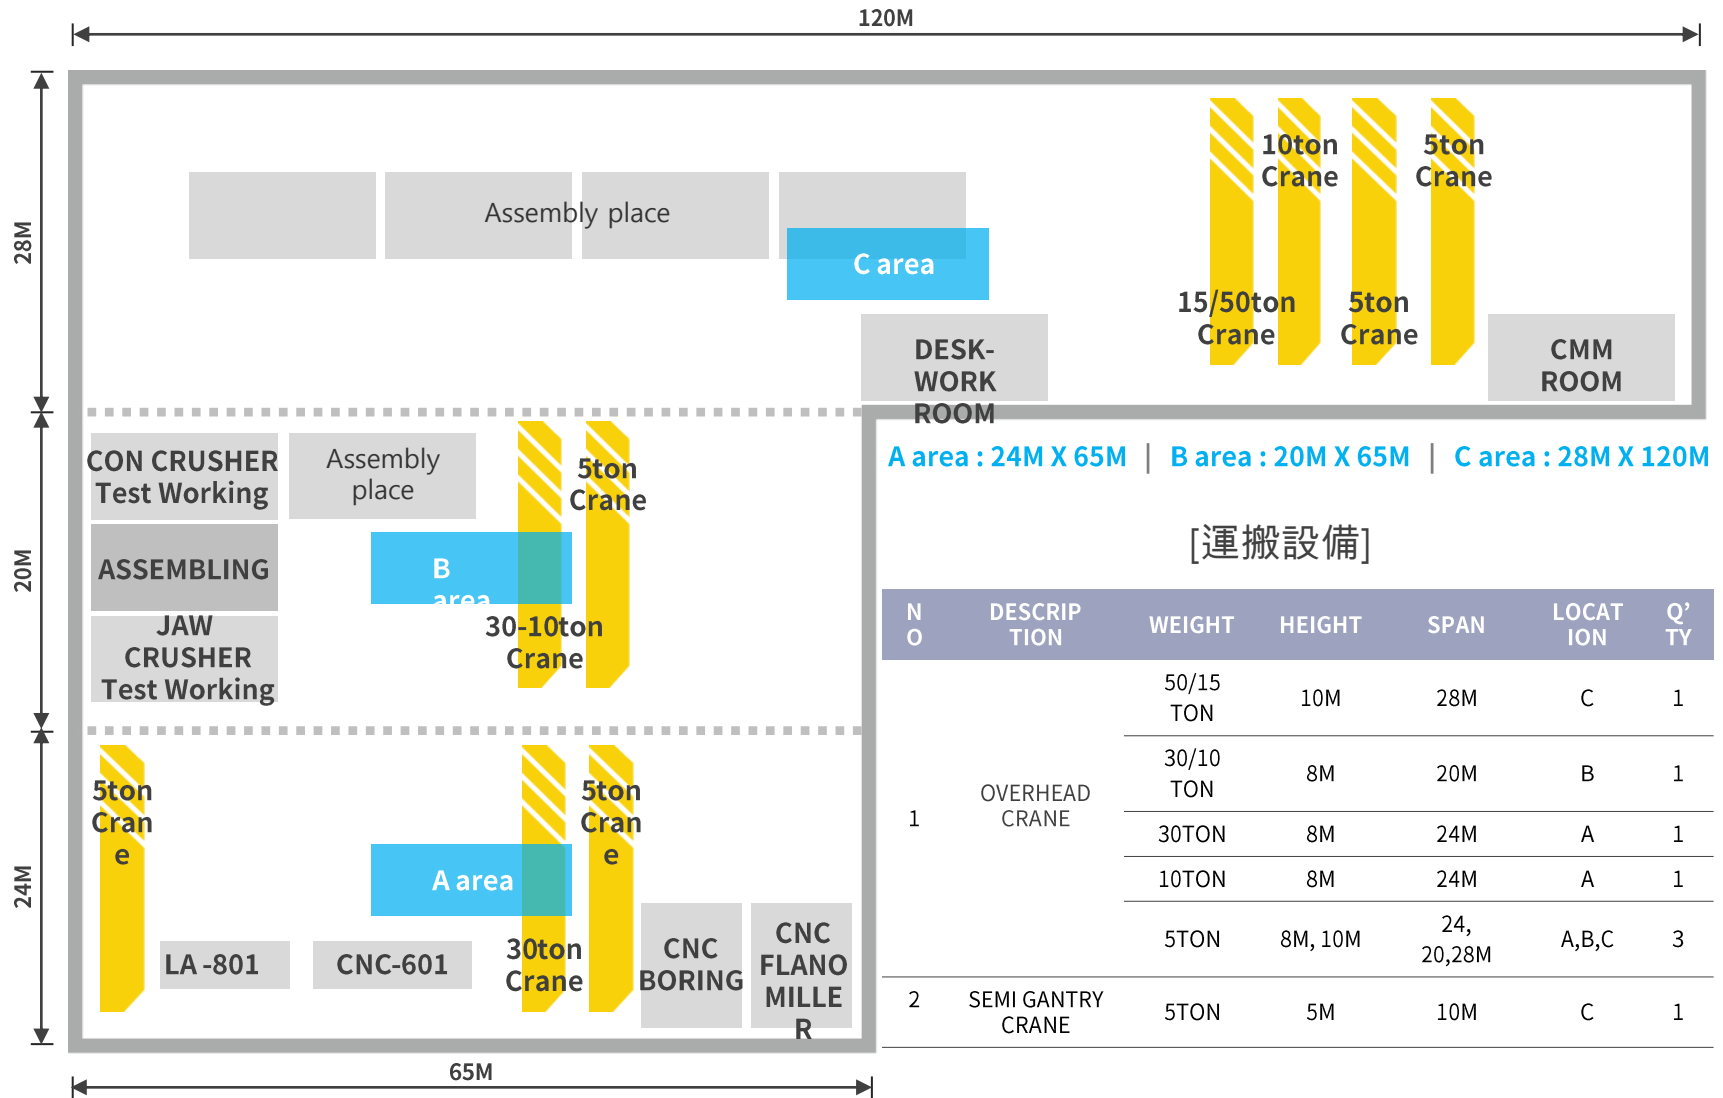 120M
28M
10ton
Crane
5ton
Crane
Assembly place
C area
15/50ton
Crane
5ton
Crane
DESK-
WORK
ROOM
CMM
ROOM
20M
CON CRUSHER
Test Working
Assembly
place
5ton
Crane
ASSEMBLING
B
area
JAW
CRUSHER
Test Working
30-10ton
Crane
24M
5ton
Cran
e
5ton
Cran
e
A area
LA -801
CNC-601
30ton
Crane
CNC
BORING
CNC
FLANO
MILLE
R
65M
A area : 24M X 65M | B area : 20M X 65M | C area : 28M X 120M
[運搬設備]
N
O
DESCRIP
TION
WEIGHT
HEIGHT
SPAN
LOCAT
ION
Q’
TY
1
OVERHEAD
CRANE
50/15
TON
10M
28M
C
1
30/10
TON
8M
20M
B
1
30TON
8M
24M
A
1
10TON
8M
24M
A
1
5TON
8M, 10M
24,
20,28M
A,B,C
3
2
SEMI GANTRY
CRANE
5TON
5M
10M
C
1